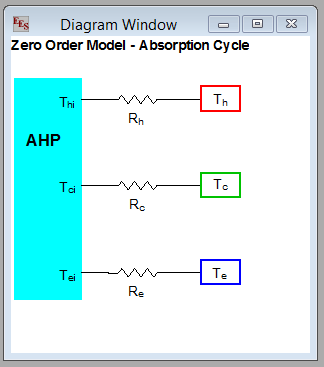 EES Diagram Window
Zero Order Model - Absorption Cycle
Thi
Th
Rh
AHP
Tci
Tc
Rc
Tei
Te
Re